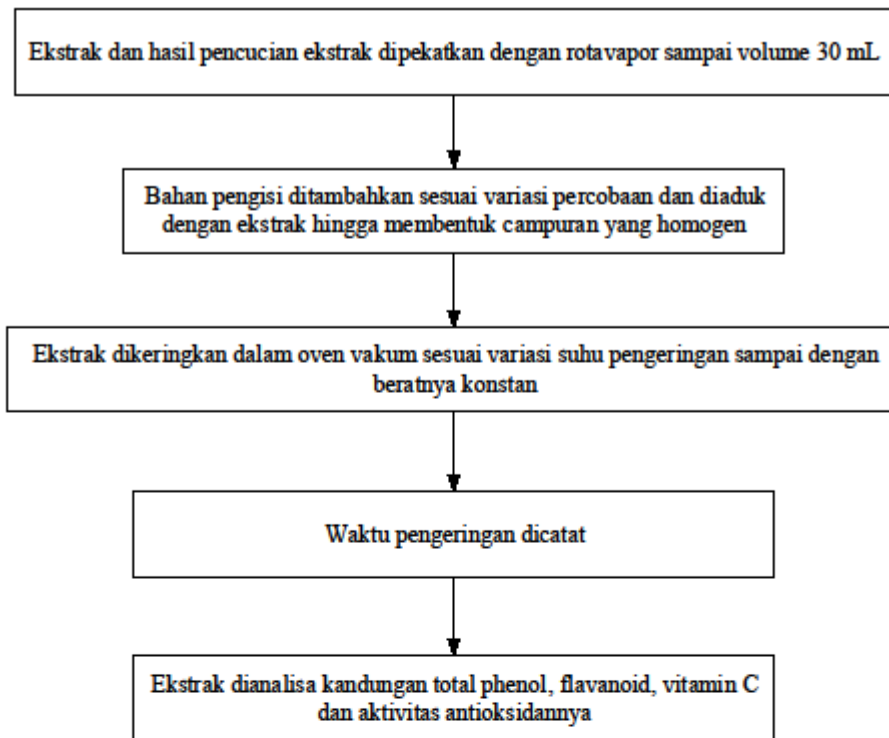 Ekstrak dan hasil pencucian ekstrak dipekatkan dengan rotavapor sampai volume 30 mL
Bahan pengisi ditambahkan sesuai variasi percobaan dan diaduk
dengan ekstrak hingga membentuk campuran yang homogen
Ekstrak dikeringkan dalam oven vakum sesuai variasi suhu pengeringan sampai dengan
beratnya konstan
Waktu pengeringan dicatat
Ekstrak dianalisa kandungan total phenol, flavanoid, vitamin C
dan aktivitas antioksidannya